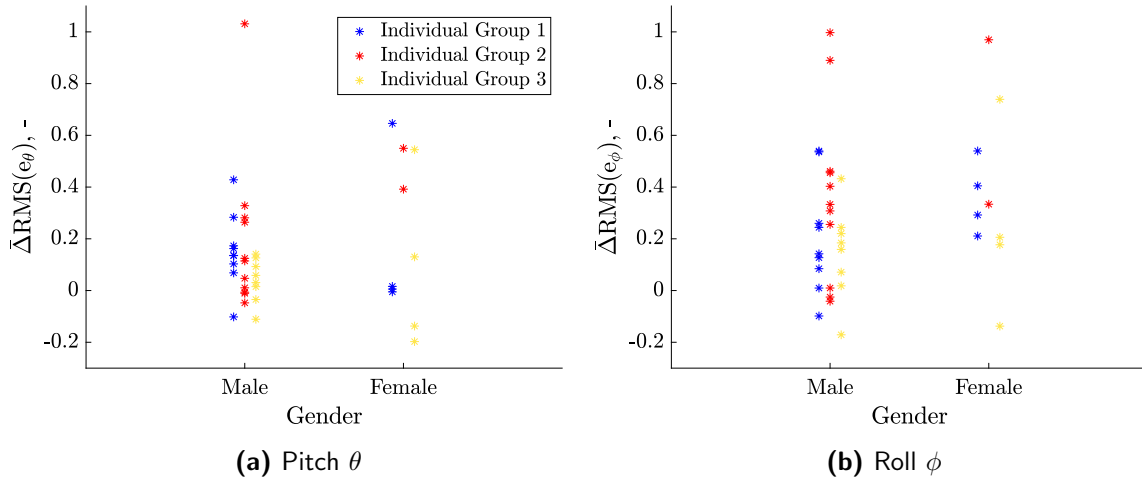 Individual Group 1
Individual Group 2
Individual Group 3
Δ̄RMS(e_θ), -
1
0.8
0.6
0.4
0.2
0
-0.2
Male Female
Gender
(a) Pitch θ
Δ̄RMS(e_ϕ), -
1
0.8
0.6
0.4
0.2
0
-0.2
Male Female
Gender
(b) Roll ϕ